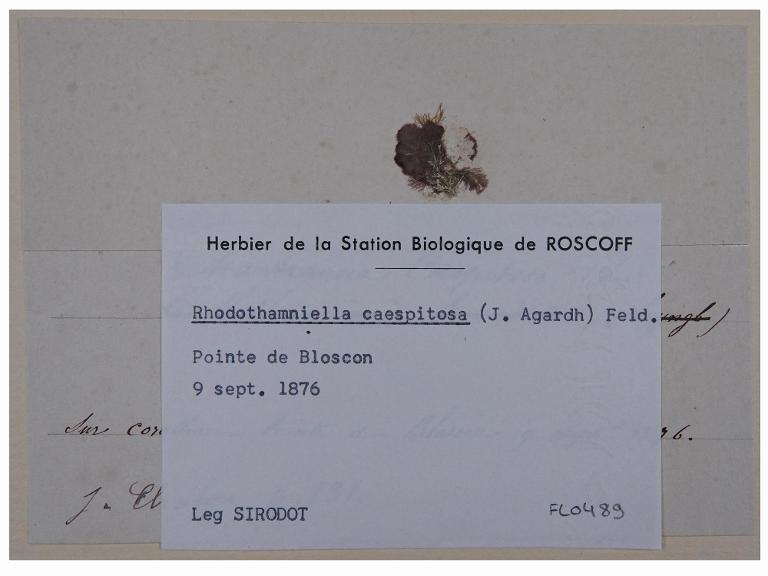 Herbier de la Station Biologique de ROSCOFF
Rhodothamniella caespitosa (J. Agardh) Feld.
Pointe de Bloscon
9 sept. 1876
Sur
Leg SIRODOT
FL0489